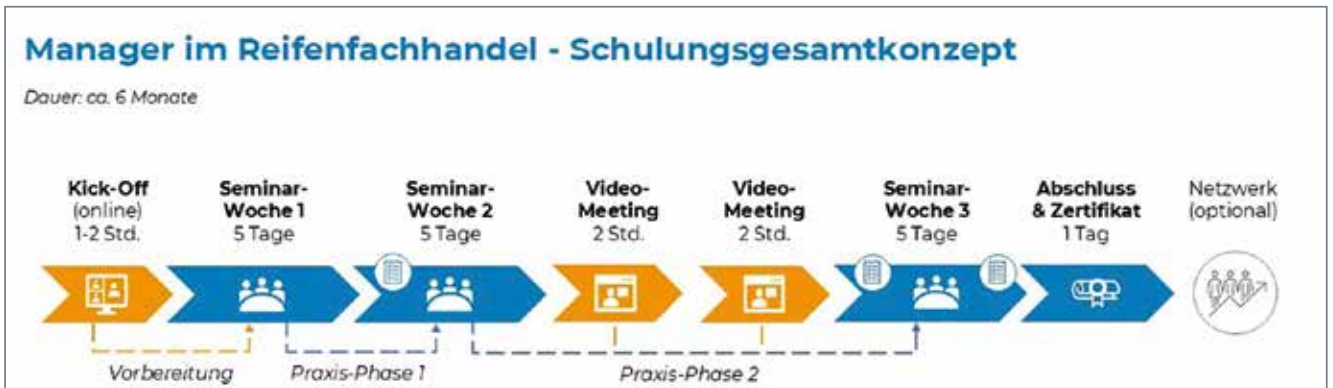 Manager im Reifenfachhandel - Schulungsgesamtkonzept
Dauer: ca. 6 Monate
Kick-Off
(online)
1-2 Std.
Seminar-
Woche 1
5 Tage
Seminar-
Woche 2
5 Tage
Video-
Meeting
2 Std.
Video-
Meeting
2 Std.
Seminar-
Woche 3
5 Tage
Abschluss
& Zertifikat
1 Tag
Netzwerk
(optional)
Vorbereitung
Praxis-Phase 1
Praxis-Phase 2